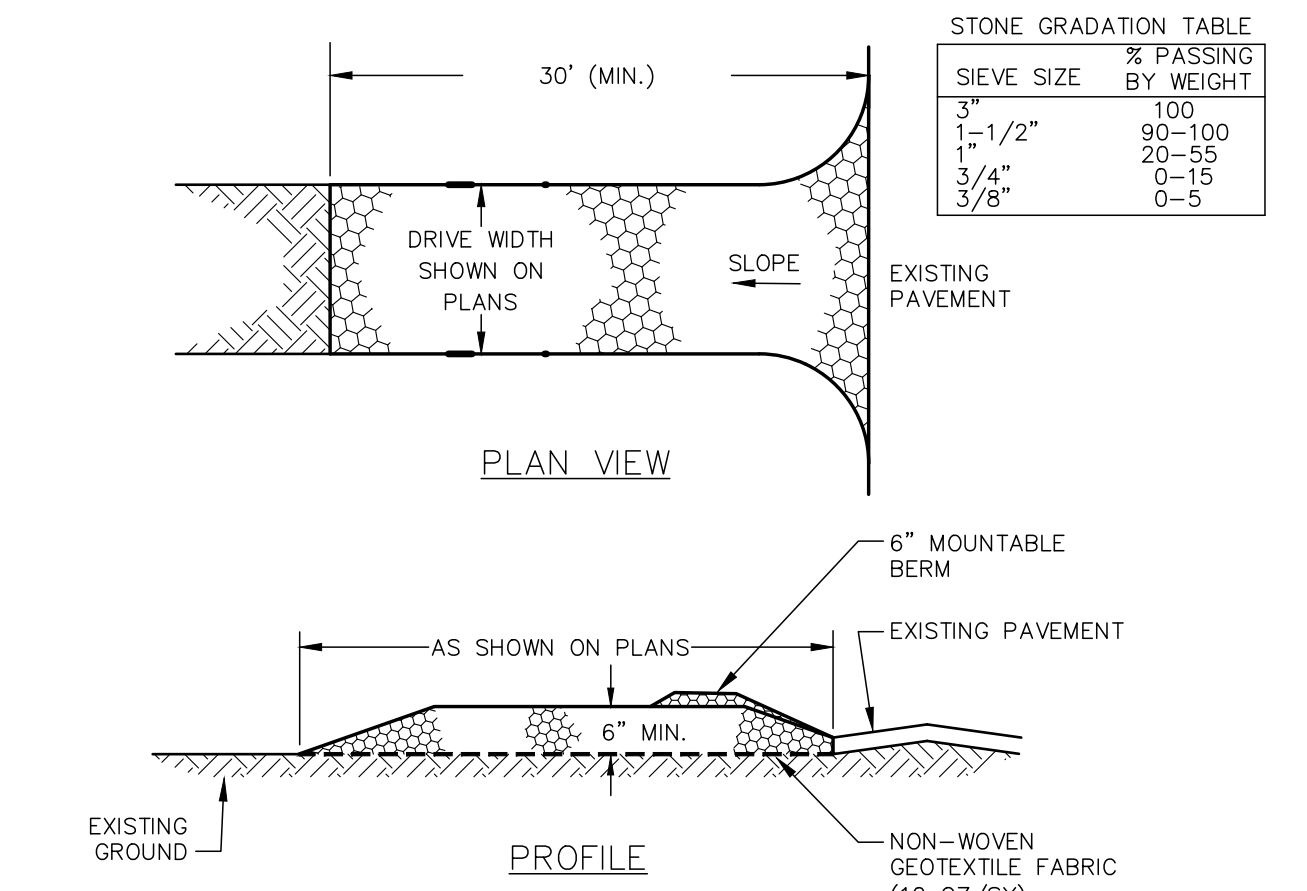 STONE GRADATION TABLE
SIEVE SIZE % PASSING BY WEIGHT
3" 100
1-1/2" 90-100
1" 20-55
3/4" 0-15
3/8" 0-5
30' (MIN.)
DRIVE WIDTH
SHOWN ON
PLANS
SLOPE
EXISTING
PAVEMENT
PLAN VIEW
6" MOUNTABLE
BERM
EXISTING PAVEMENT
AS SHOWN ON PLANS
6" MIN.
EXISTING
GROUND
PROFILE
NON-WOVEN
GEOTEXTILE FABRIC